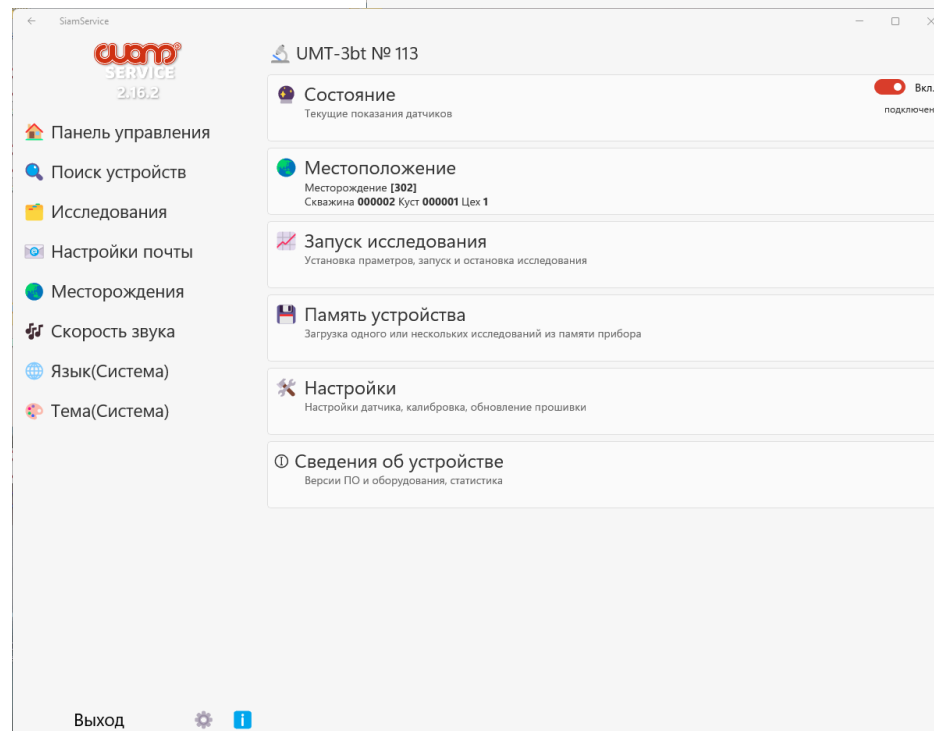 SiamService
сиамп®
SERVICE
2.16.2
Панель управления
Поиск устройств
Исследования
Настройки почты
Месторождения
Скорость звука
Язык(Система)
Тема(Система)
Выход
UMT-3bt № 113
Состояние
Текущие показания датчиков
Вкл.
подключен
Местоположение
Месторождение [302]
Скважина 000002 Куст 000001 Цех 1
Запуск исследования
Установка праметров, запуск и остановка исследования
Память устройства
Загрузка одного или нескольких исследований из памяти прибора
Настройки
Настройки датчика, калибровка, обновление прошивки
Сведения об устройстве
Версии ПО и оборудования, статистика